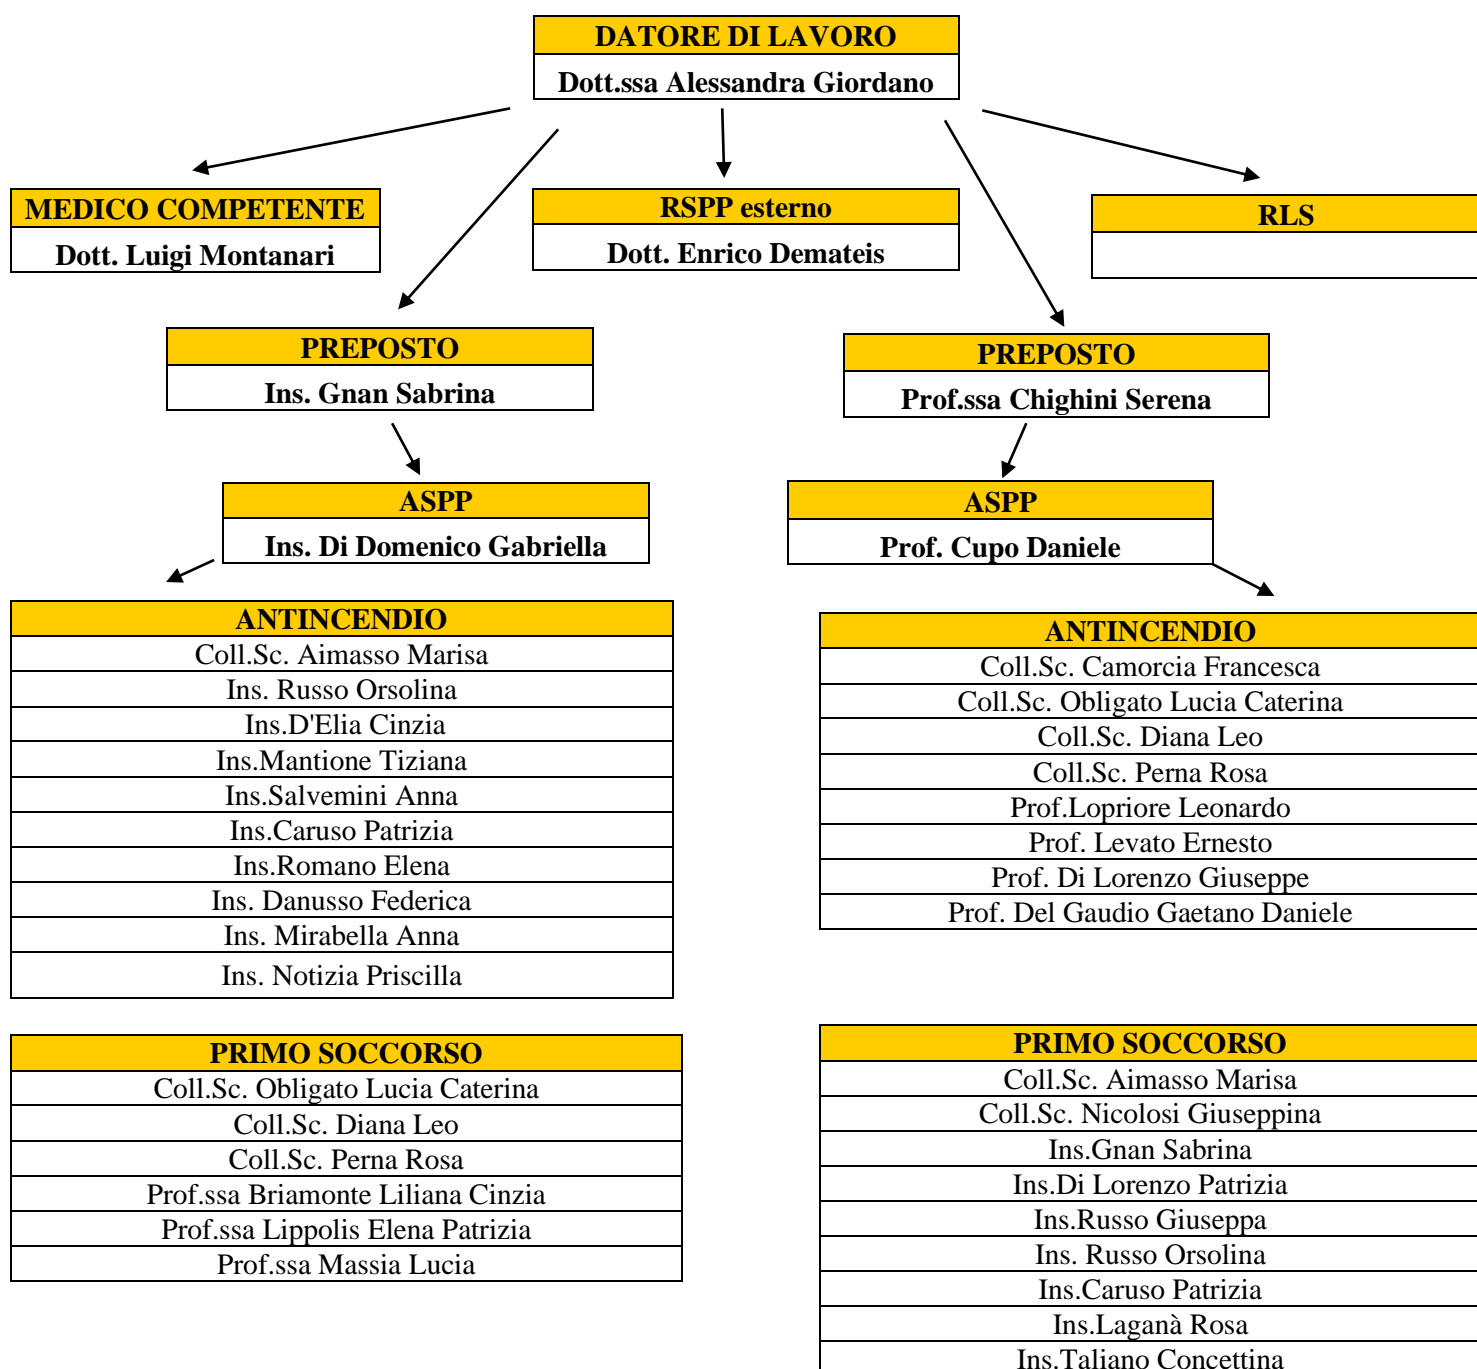 DATORE DI LAVORO
Dott.ssa Alessandra Giordano
MEDICO COMPETENTE
Dott. Luigi Montanari
RSPP esterno
Dott. Enrico Demateis
RLS
PREPOSTO
Ins. Gnan Sabrina
PREPOSTO
Prof.ssa Chighini Serena
ASPP
Ins. Di Domenico Gabriella
ASPP
Prof. Cupo Daniele
ANTINCENDIO
Coll.Sc. Aimasso Marisa
Ins. Russo Orsolina
Ins.D'Elia Cinzia
Ins.Mantione Tiziana
Ins.Salvemini Anna
Ins.Caruso Patrizia
Ins.Romano Elena
Ins. Danusso Federica
Ins. Mirabella Anna
Ins. Notizia Priscilla
ANTINCENDIO
Coll.Sc. Camorcia Francesca
Coll.Sc. Obligato Lucia Caterina
Coll.Sc. Diana Leo
Coll.Sc. Perna Rosa
Prof.Lopriore Leonardo
Prof. Levato Ernesto
Prof. Di Lorenzo Giuseppe
Prof. Del Gaudio Gaetano Daniele
PRIMO SOCCORSO
Coll.Sc. Obligato Lucia Caterina
Coll.Sc. Diana Leo
Coll.Sc. Perna Rosa
Prof.ssa Briamonte Liliana Cinzia
Prof.ssa Lippolis Elena Patrizia
Prof.ssa Massia Lucia
PRIMO SOCCORSO
Coll.Sc. Aimasso Marisa
Coll.Sc. Nicolosi Giuseppina
Ins.Gnan Sabrina
Ins.Di Lorenzo Patrizia
Ins.Russo Giuseppa
Ins. Russo Orsolina
Ins.Caruso Patrizia
Ins.Laganà Rosa
Ins.Taliano Concettina